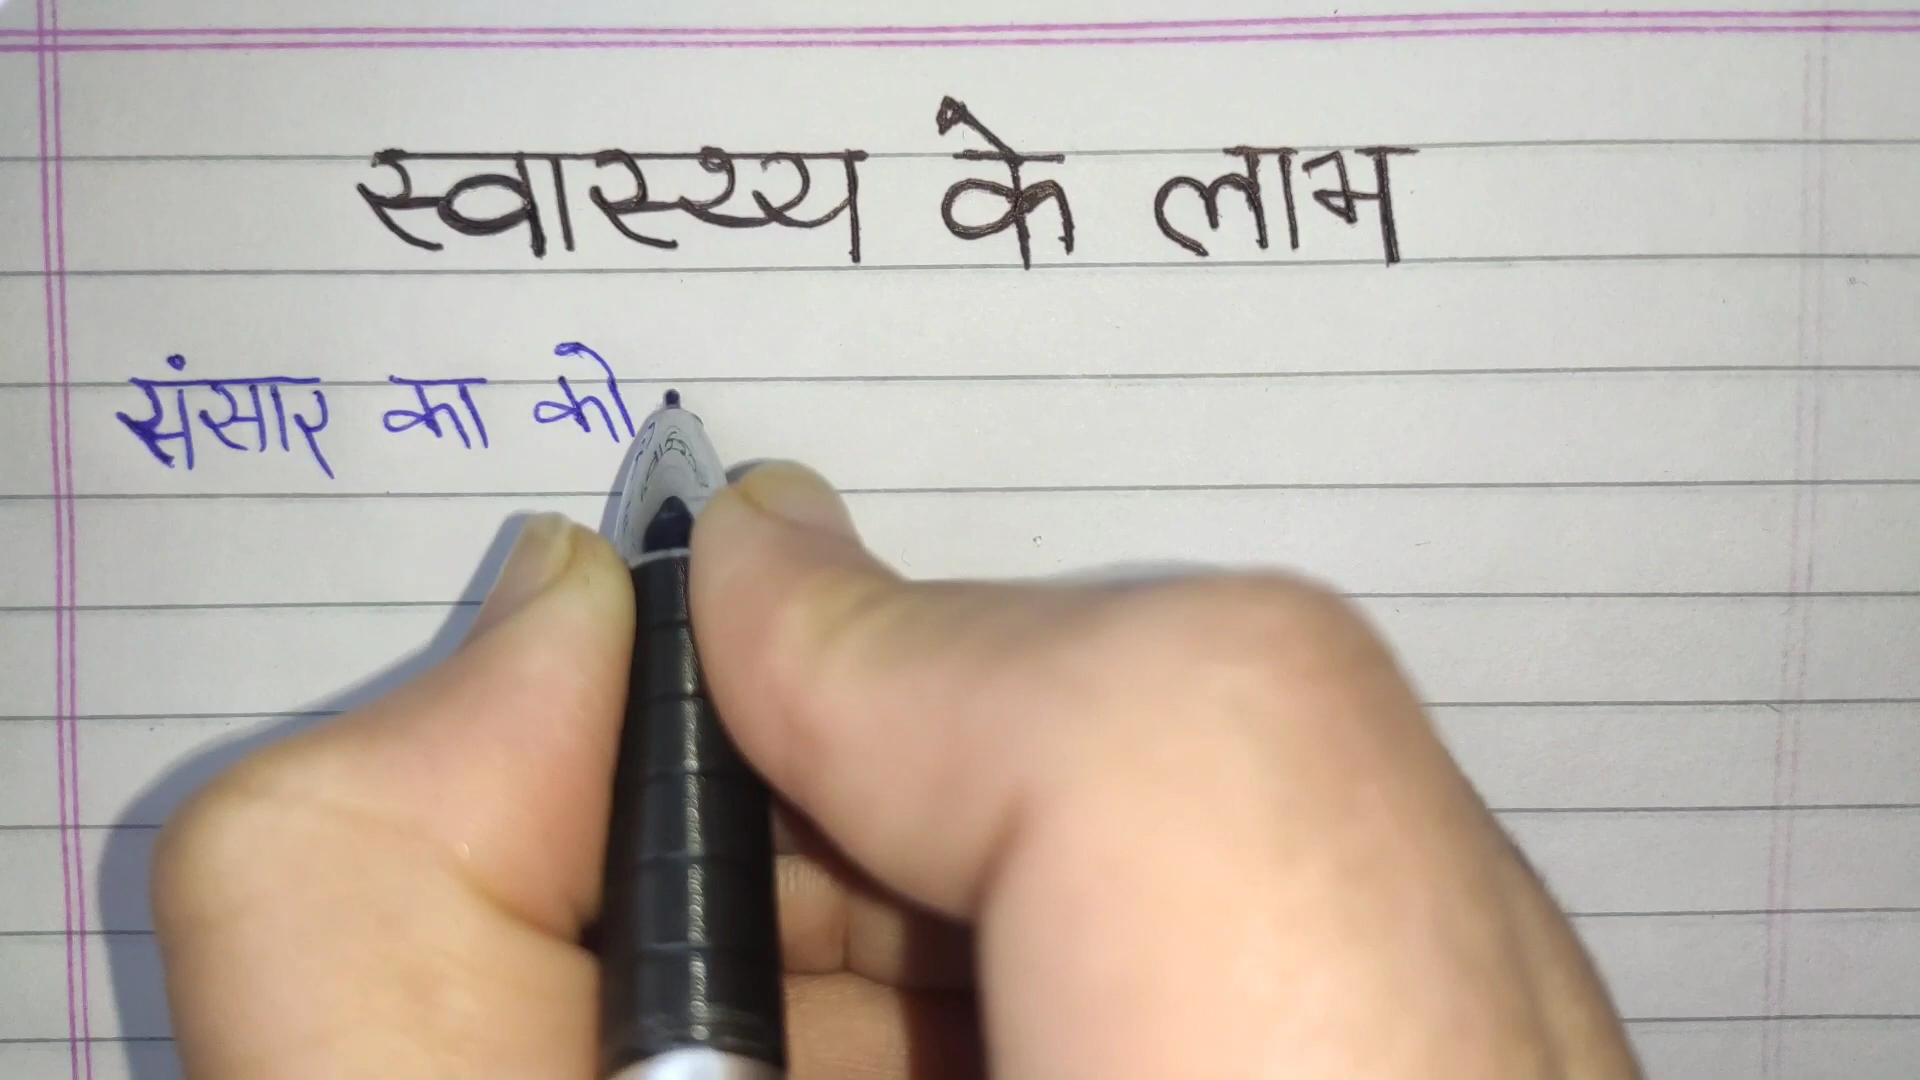 स्वास्थ्य के लाभ
संसार का को